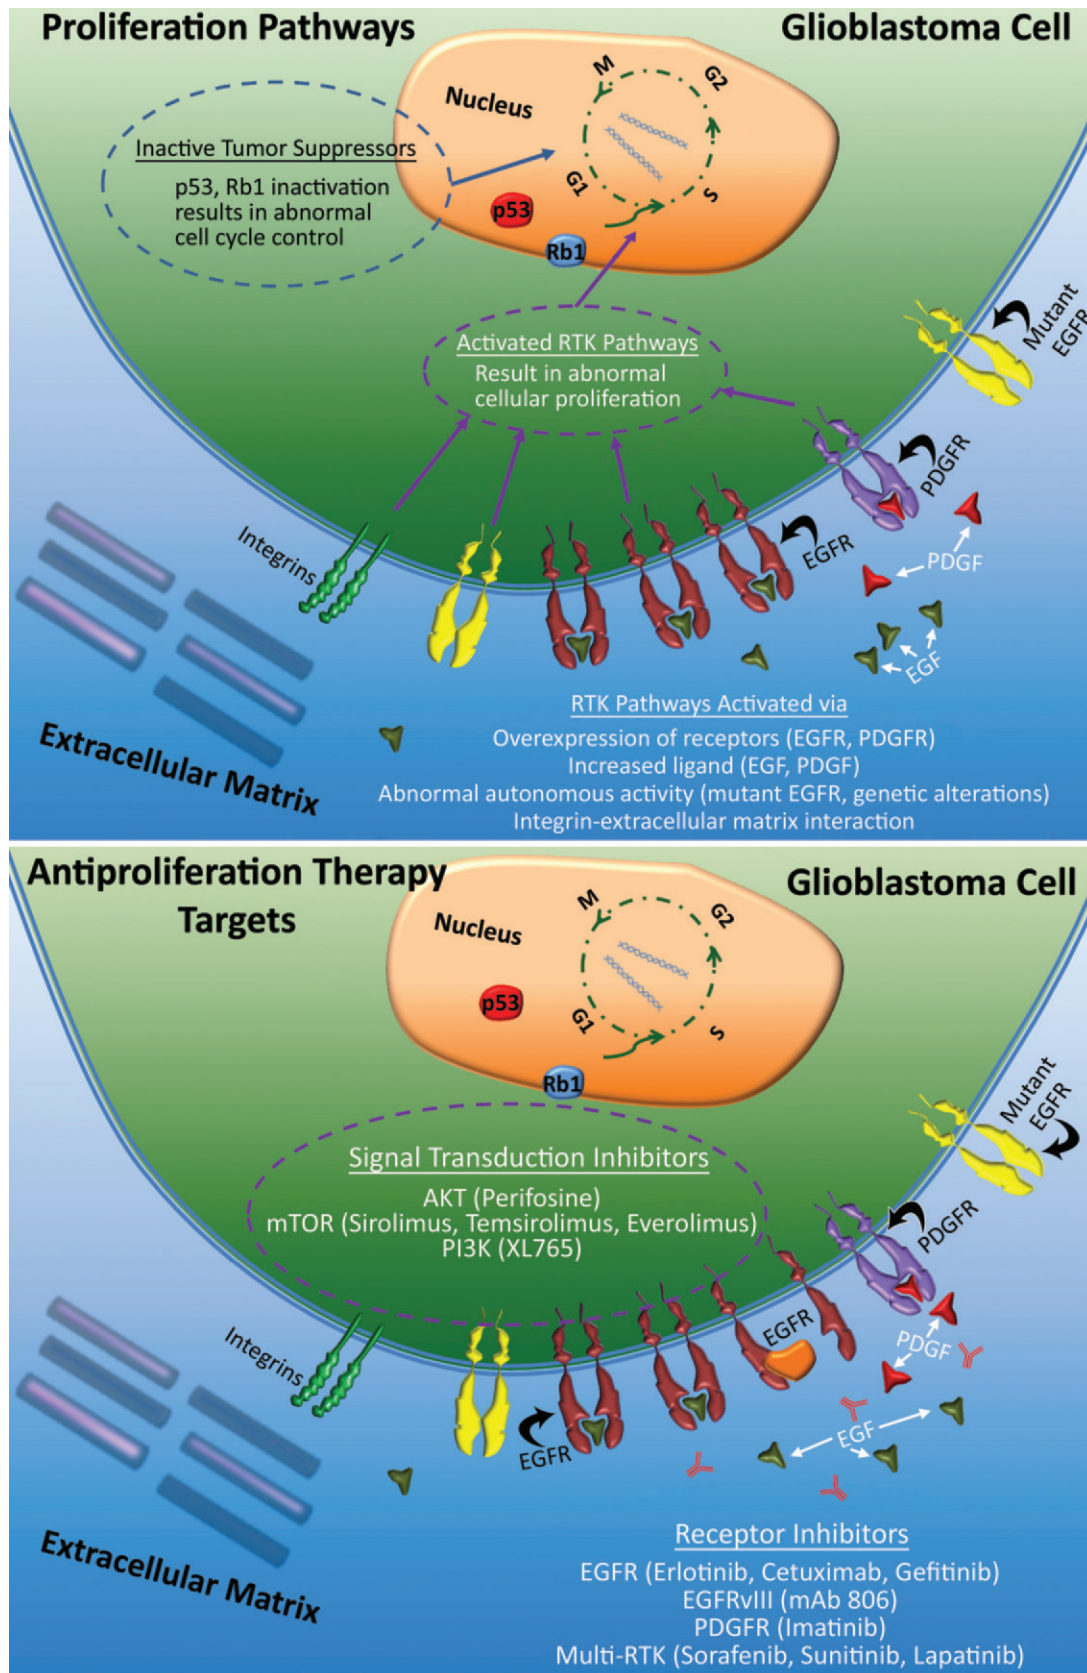 Proliferation Pathways
Glioblastoma Cell
Nucleus
M
G2
G1
S
p53
Rb1
Inactive Tumor Suppressors
p53, Rb1 inactivation
results in abnormal
cell cycle control
Activated RTK Pathways
Result in abnormal
cellular proliferation
Mutant
EGFR
PDGFR
PDGF
EGFR
EGF
Integrins
Extracellular Matrix
RTK Pathways Activated via
Overexpression of receptors (EGFR, PDGFR)
Increased ligand (EGF, PDGF)
Abnormal autonomous activity (mutant EGFR, genetic alterations)
Integrin-extracellular matrix interaction
Antiproliferation Therapy
Targets
Glioblastoma Cell
Nucleus
M
G2
G1
S
p53
Rb1
Signal Transduction Inhibitors
AKT (Perifosine)
mTOR (Sirolimus, Temsirolimus, Everolimus)
PI3K (XL765)
Mutant
EGFR
PDGFR
PDGF
EGFR
EGFR
EGF
Integrins
Extracellular Matrix
Receptor Inhibitors
EGFR (Erlotinib, Cetuximab, Gefitinib)
EGFRvIII (mAb 806)
PDGFR (Imatinib)
Multi-RTK (Sorafenib, Sunitinib, Lapatinib)